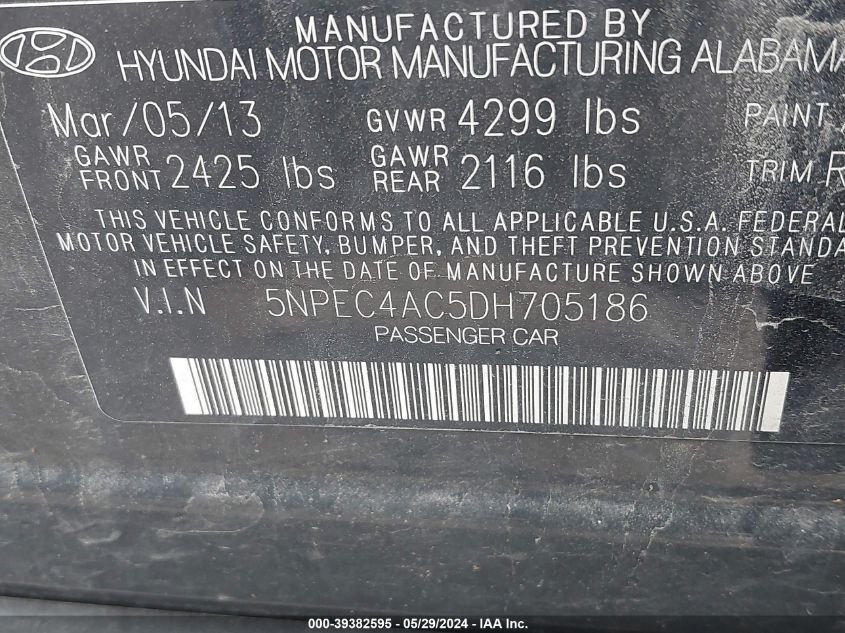 MANUFACTURED BY
HYUNDAI MOTOR MANUFACTURING ALABAMA
Mar/05/13 GVWR 4299 lbs PAINT
GAWR FRONT 2425 lbs GAWR REAR 2116 lbs TRIM
THIS VEHICLE CONFORMS TO ALL APPLICABLE U.S.A. FEDERAL
MOTOR VEHICLE SAFETY, BUMPER, AND THEFT PREVENTION STANDA
IN EFFECT ON THE DATE OF MANUFACTURE SHOWN ABOVE
V.I.N 5NPEC4AC5DH705186
PASSENGER CAR
000-39382595 - 05/29/2024 - IAA Inc.